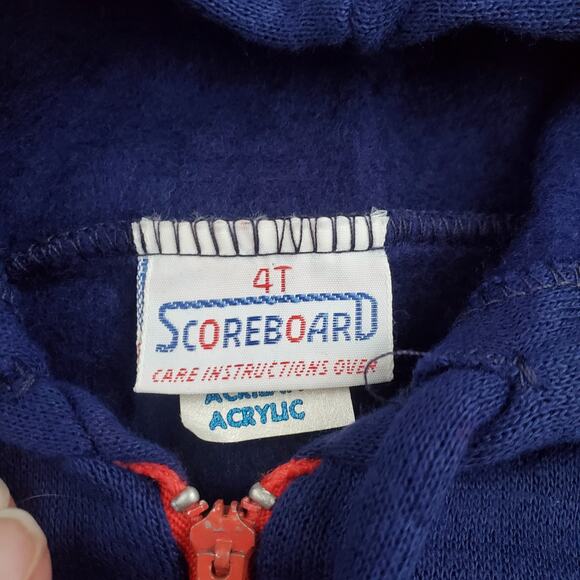 4T
SCOREBOARD
CARE INSTRUCTIONS OVER
ACRYLIC